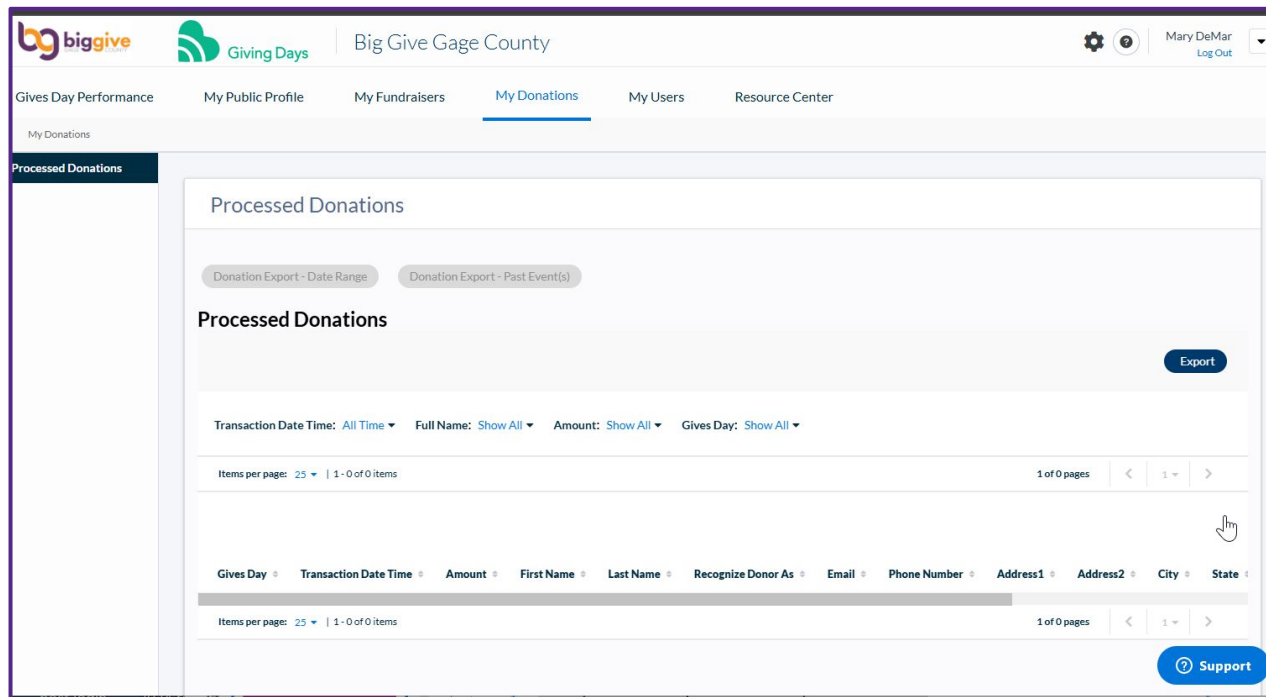 biggive
GAGE COUNTY
Giving Days
Big Give Gage County
Mary DeMar
Log Out
Gives Day Performance My Public Profile My Fundraisers My Donations My Users Resource Center
My Donations
Processed Donations
Processed Donations
Donation Export - Date Range Donation Export - Past Event(s)
Processed Donations
Export
Transaction Date Time: All Time Full Name: Show All Amount: Show All Gives Day: Show All
Items per page: 25 | 1 - 0 of 0 items 1 of 0 pages 1
Gives Day Transaction Date Time Amount First Name Last Name Recognize Donor As Email Phone Number Address1 Address2 City State
Items per page: 25 | 1 - 0 of 0 items 1 of 0 pages 1
Support